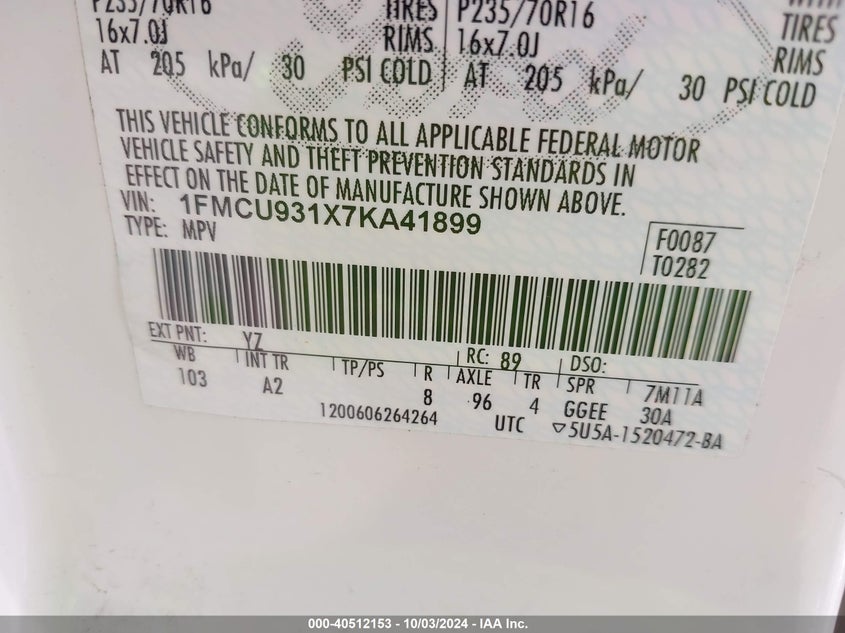 P235/70R16 TIRES P235/70R16 WITH TIRES
16x7.0J RIMS 16x7.0J RIMS
AT 205 kPa/ 30 PSI COLD AT 205 kPa/ 30 PSI COLD
THIS VEHICLE CONFORMS TO ALL APPLICABLE FEDERAL MOTOR
VEHICLE SAFETY AND THEFT PREVENTION STANDARDS IN
EFFECT ON THE DATE OF MANUFACTURE SHOWN ABOVE.
VIN: 1FMCU931X7KA41899
TYPE: MPV
F0087
T0282
EXT PNT: YZ RC: 89 DSO:
WB INT TR TP/PS R AXLE TR SPR 7M11A
103 A2 8 96 4 GGEE 30A
1200606264264 UTC ▽5U5A-1520472-BA
000-40512153 - 10/03/2024 - IAA Inc.